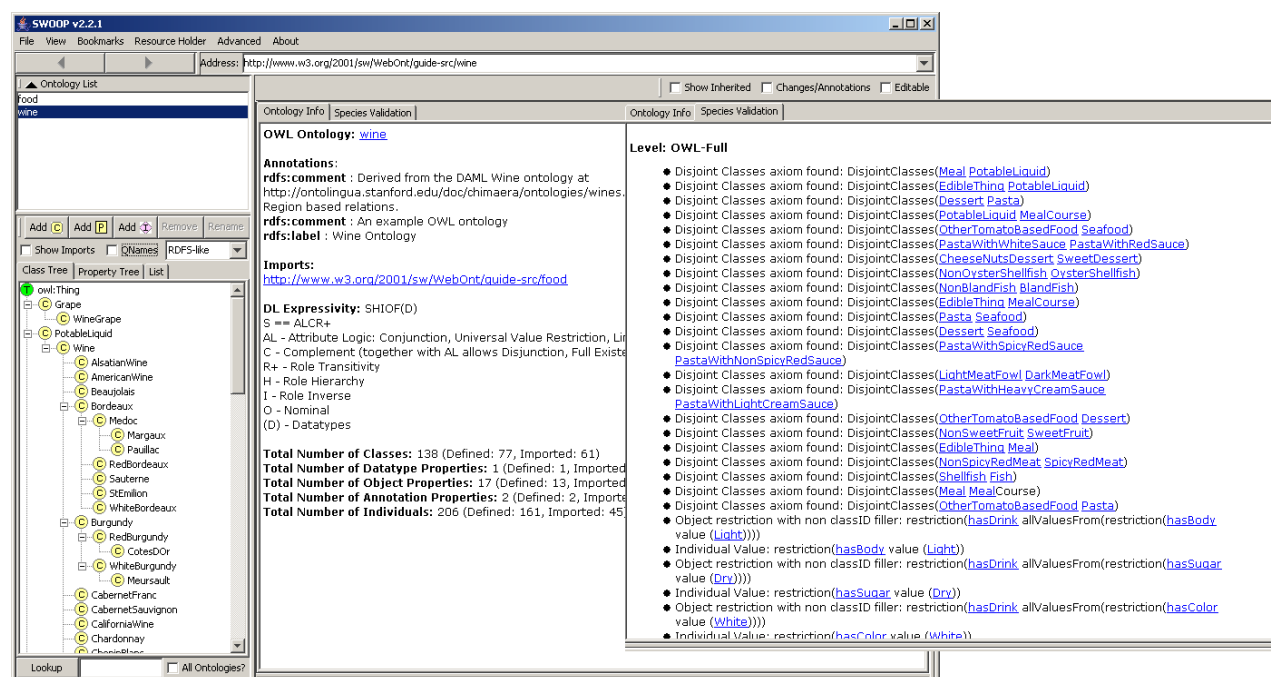 SWOOP v2.2.1
File View Bookmarks Resource Holder Advanced About
Address: http://www.w3.org/2001/sw/WebOnt/guide-src/wine
Ontology List
food
wine
Add C Add P Add I Remove Rename
Show Imports QNames RDFS-like
Class Tree Property Tree List
T owl:Thing
C Grape
C WineGrape
C PotableLiquid
C Wine
C AlsatianWine
C AmericanWine
C Beaujolais
C Bordeaux
C Medoc
C Margaux
C Pauillac
C RedBordeaux
C Sauterne
C StEmilion
C WhiteBordeaux
C Burgundy
C RedBurgundy
C CotesDOr
C WhiteBurgundy
C Meursault
C CabernetFranc
C CabernetSauvignon
C CaliforniaWine
C Chardonnay
C CheninBlanc
Lookup All Ontologies?
Show Inherited Changes/Annotations Editable
Ontology Info Species Validation
OWL Ontology: wine
Annotations:
rdfs:comment : Derived from the DAML Wine ontology at
http://ontolingua.stanford.edu/doc/chimaera/ontologies/wines.
Region based relations.
rdfs:comment : An example OWL ontology
rdfs:label : Wine Ontology
Imports:
http://www.w3.org/2001/sw/WebOnt/guide-src/food
DL Expressivity: SHIOF(D)
S == ALCR+
AL - Attribute Logic: Conjunction, Universal Value Restriction, Li
C - Complement (together with AL allows Disjunction, Full Existe
R+ - Role Transitivity
H - Role Hierarchy
I - Role Inverse
O - Nominal
(D) - Datatypes
Total Number of Classes: 138 (Defined: 77, Imported: 61)
Total Number of Datatype Properties: 1 (Defined: 1, Imported
Total Number of Object Properties: 17 (Defined: 13, Imported
Total Number of Annotation Properties: 2 (Defined: 2, Importe
Total Number of Individuals: 206 (Defined: 161, Imported: 45)
Ontology Info Species Validation
Level: OWL-Full
Disjoint Classes axiom found: DisjointClasses(Meal PotableLiquid)
Disjoint Classes axiom found: DisjointClasses(EdibleThing PotableLiquid)
Disjoint Classes axiom found: DisjointClasses(Dessert Pasta)
Disjoint Classes axiom found: DisjointClasses(PotableLiquid MealCourse)
Disjoint Classes axiom found: DisjointClasses(OtherTomatoBasedFood Seafood)
Disjoint Classes axiom found: DisjointClasses(PastaWithWhiteSauce PastaWithRedSauce)
Disjoint Classes axiom found: DisjointClasses(CheeseNutsDessert SweetDessert)
Disjoint Classes axiom found: DisjointClasses(NonOysterShellfish OysterShellfish)
Disjoint Classes axiom found: DisjointClasses(NonBlandFish BlandFish)
Disjoint Classes axiom found: DisjointClasses(EdibleThing MealCourse)
Disjoint Classes axiom found: DisjointClasses(Pasta Seafood)
Disjoint Classes axiom found: DisjointClasses(Dessert Seafood)
Disjoint Classes axiom found: DisjointClasses(PastaWithSpicyRedSauce
PastaWithNonSpicyRedSauce)
Disjoint Classes axiom found: DisjointClasses(LightMeatFowl DarkMeatFowl)
Disjoint Classes axiom found: DisjointClasses(PastaWithHeavyCreamSauce
PastaWithLightCreamSauce)
Disjoint Classes axiom found: DisjointClasses(OtherTomatoBasedFood Dessert)
Disjoint Classes axiom found: DisjointClasses(NonSweetFruit SweetFruit)
Disjoint Classes axiom found: DisjointClasses(EdibleThing Meal)
Disjoint Classes axiom found: DisjointClasses(NonSpicyRedMeat SpicyRedMeat)
Disjoint Classes axiom found: DisjointClasses(Shellfish Fish)
Disjoint Classes axiom found: DisjointClasses(Meal MealCourse)
Disjoint Classes axiom found: DisjointClasses(OtherTomatoBasedFood Pasta)
Object restriction with non classID filler: restriction(hasDrink allValuesFrom(restriction(hasBody
value (Light))))
Individual Value: restriction(hasBody value (Light))
Object restriction with non classID filler: restriction(hasDrink allValuesFrom(restriction(hasSugar
value (Dry))))
Individual Value: restriction(hasSugar value (Dry))
Object restriction with non classID filler: restriction(hasDrink allValuesFrom(restriction(hasColor
value (White))))
Individual Value: restriction(hasColor value (White))